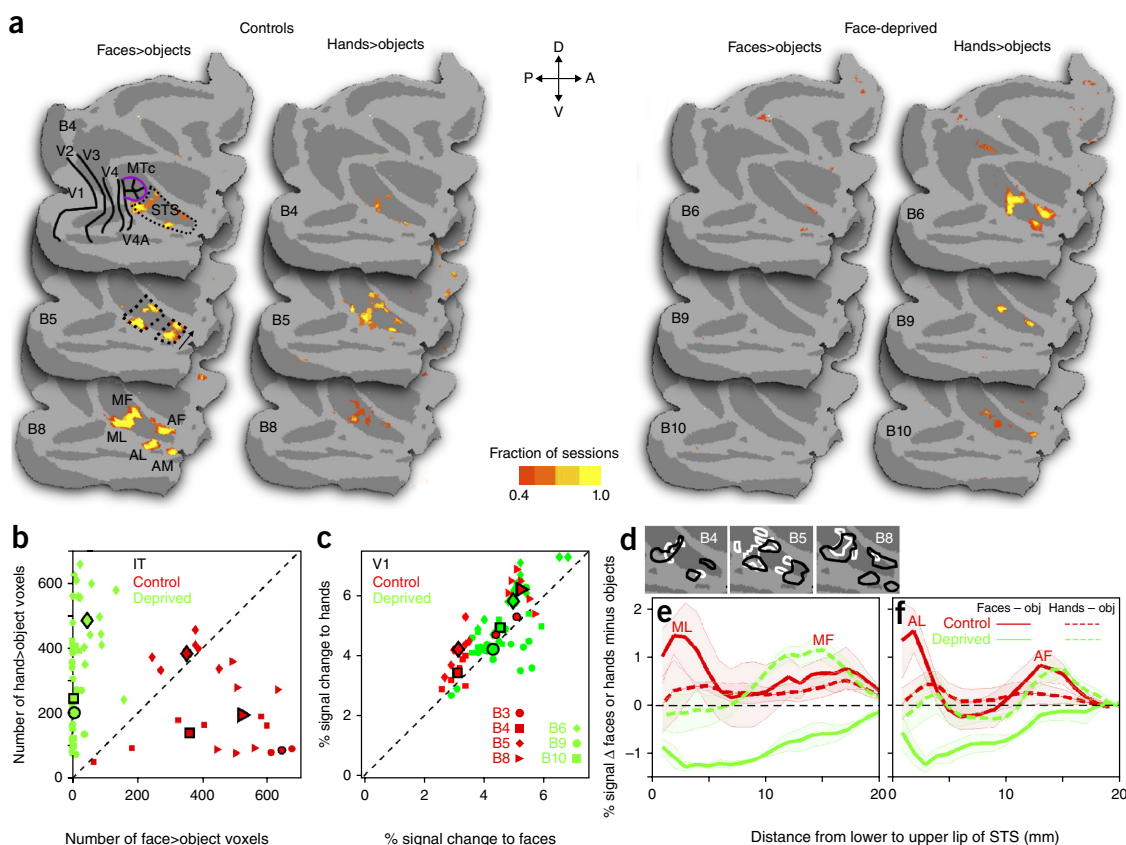 a
Controls
Face-deprived
Faces>objects
Hands>objects
Faces>objects
Hands>objects
D
P A
V
B4
V2 V3
V4 MTc
V1
STS
V4A
B4
B6
B6
B5
B5
B9
B9
MF
B8
ML
AF
AL
AM
B8
B10
B10
Fraction of sessions
0.4 1.0
b
IT
Control
Deprived
Number of hand>object voxels
600
400
200
0
0 200 400 600
Number of face>object voxels
c
V1
Control
Deprived
% signal change to hands
6
4
2
0
0 2 4 6 8
% signal change to faces
B3
B4
B5
B8
B6
B9
B10
d
B4
B5
B8
% signal Δ faces or hands minus objects
e
ML
MF
2
1
0
–1
0 10 20
f
AL
AF
Faces – obj Hands – obj
Control
Deprived
0 10 20
Distance from lower to upper lip of STS (mm)